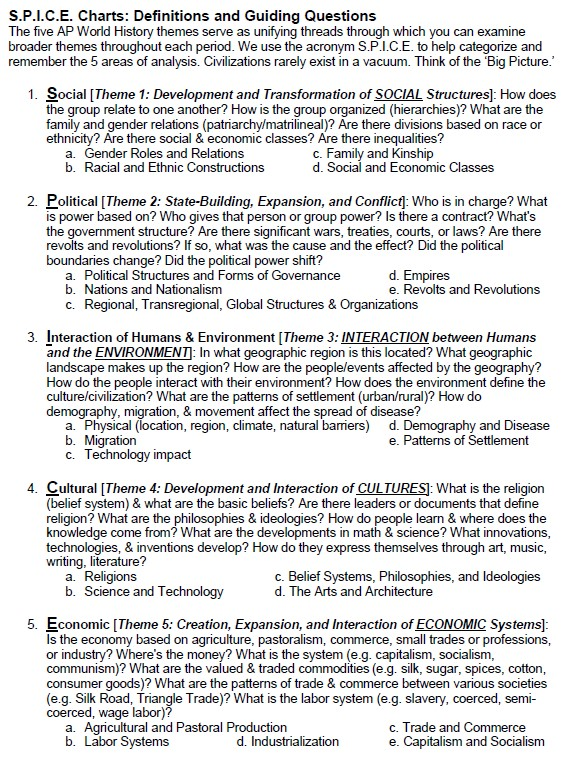 S.P.I.C.E. Charts: Definitions and Guiding Questions
The five AP World History themes serve as unifying threads through which you can examine
broader themes throughout each period. We use the acronym S.P.I.C.E. to help categorize and
remember the 5 areas of analysis. Civilizations rarely exist in a vacuum. Think of the 'Big Picture.'
1. Social [Theme 1: Development and Transformation of SOCIAL Structures]: How does
the group relate to one another? How is the group organized (hierarchies)? What are the
family and gender relations (patriarchy/matrilineal)? Are there divisions based on race or
ethnicity? Are there social & economic classes? Are there inequalities?
a. Gender Roles and Relations c. Family and Kinship
b. Racial and Ethnic Constructions d. Social and Economic Classes
2. Political [Theme 2: State-Building, Expansion, and Conflict]: Who is in charge? What
is power based on? Who gives that person or group power? Is there a contract? What's
the government structure? Are there significant wars, treaties, courts, or laws? Are there
revolts and revolutions? If so, what was the cause and the effect? Did the political
boundaries change? Did the political power shift?
a. Political Structures and Forms of Governance d. Empires
b. Nations and Nationalism e. Revolts and Revolutions
c. Regional, Transregional, Global Structures & Organizations
3. Interaction of Humans & Environment [Theme 3: INTERACTION between Humans
and the ENVIRONMENT]: In what geographic region is this located? What geographic
landscape makes up the region? How are the people/events affected by the geography?
How do the people interact with their environment? How does the environment define the
culture/civilization? What are the patterns of settlement (urban/rural)? How do
demography, migration, & movement affect the spread of disease?
a. Physical (location, region, climate, natural barriers) d. Demography and Disease
b. Migration e. Patterns of Settlement
c. Technology impact
4. Cultural [Theme 4: Development and Interaction of CULTURES]: What is the religion
(belief system) & what are the basic beliefs? Are there leaders or documents that define
religion? What are the philosophies & ideologies? How do people learn & where does the
knowledge come from? What are the developments in math & science? What innovations,
technologies, & inventions develop? How do they express themselves through art, music,
writing, literature?
a. Religions c. Belief Systems, Philosophies, and Ideologies
b. Science and Technology d. The Arts and Architecture
5. Economic [Theme 5: Creation, Expansion, and Interaction of ECONOMIC Systems]:
Is the economy based on agriculture, pastoralism, commerce, small trades or professions,
or industry? Where's the money? What is the system (e.g. capitalism, socialism,
communism)? What are the valued & traded commodities (e.g. silk, sugar, spices, cotton,
consumer goods)? What are the patterns of trade & commerce between various societies
(e.g. Silk Road, Triangle Trade)? What is the labor system (e.g. slavery, coerced, semi-
coerced, wage labor)?
a. Agricultural and Pastoral Production c. Trade and Commerce
b. Labor Systems d. Industrialization e. Capitalism and Socialism